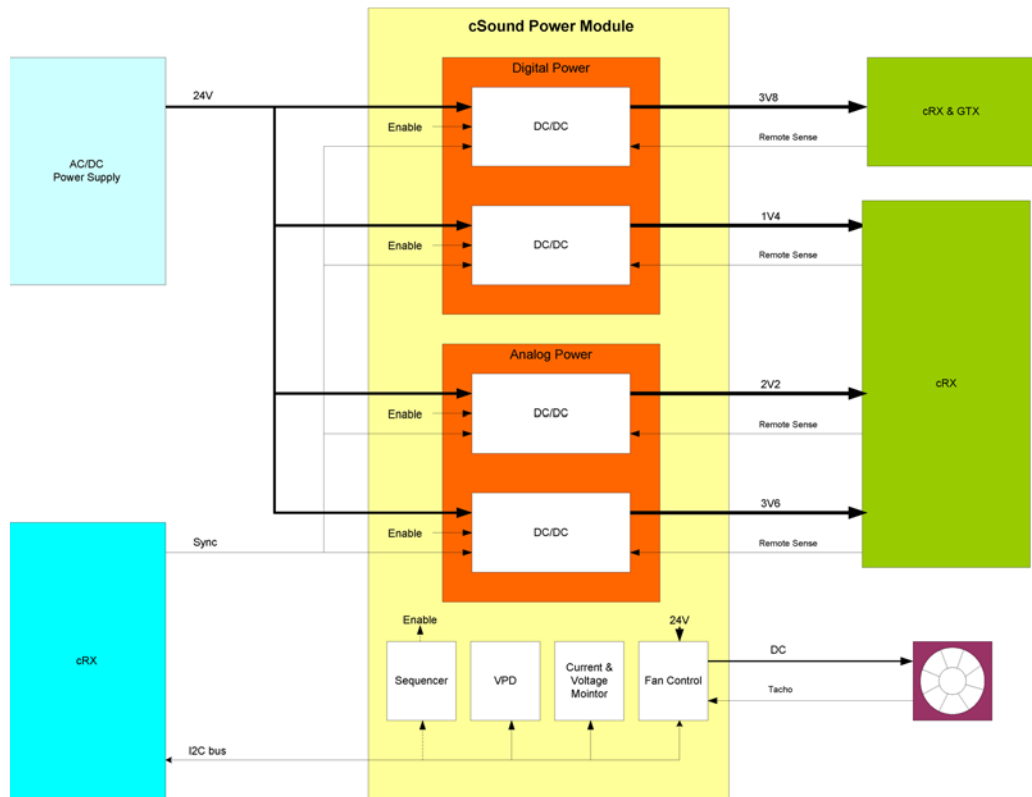 cSound Power Module
Digital Power
24V
3V8
DC/DC
Enable
cRX & GTX
Remote Sense
AC/DC
Power Supply
1V4
DC/DC
Enable
Remote Sense
Analog Power
2V2
DC/DC
cRX
Enable
Remote Sense
3V6
DC/DC
Enable
Sync
Remote Sense
Enable
24V
cRX
Sequencer
VPD
Current &
Voltage
Mointor
Fan Control
DC
Tacho
I2C bus